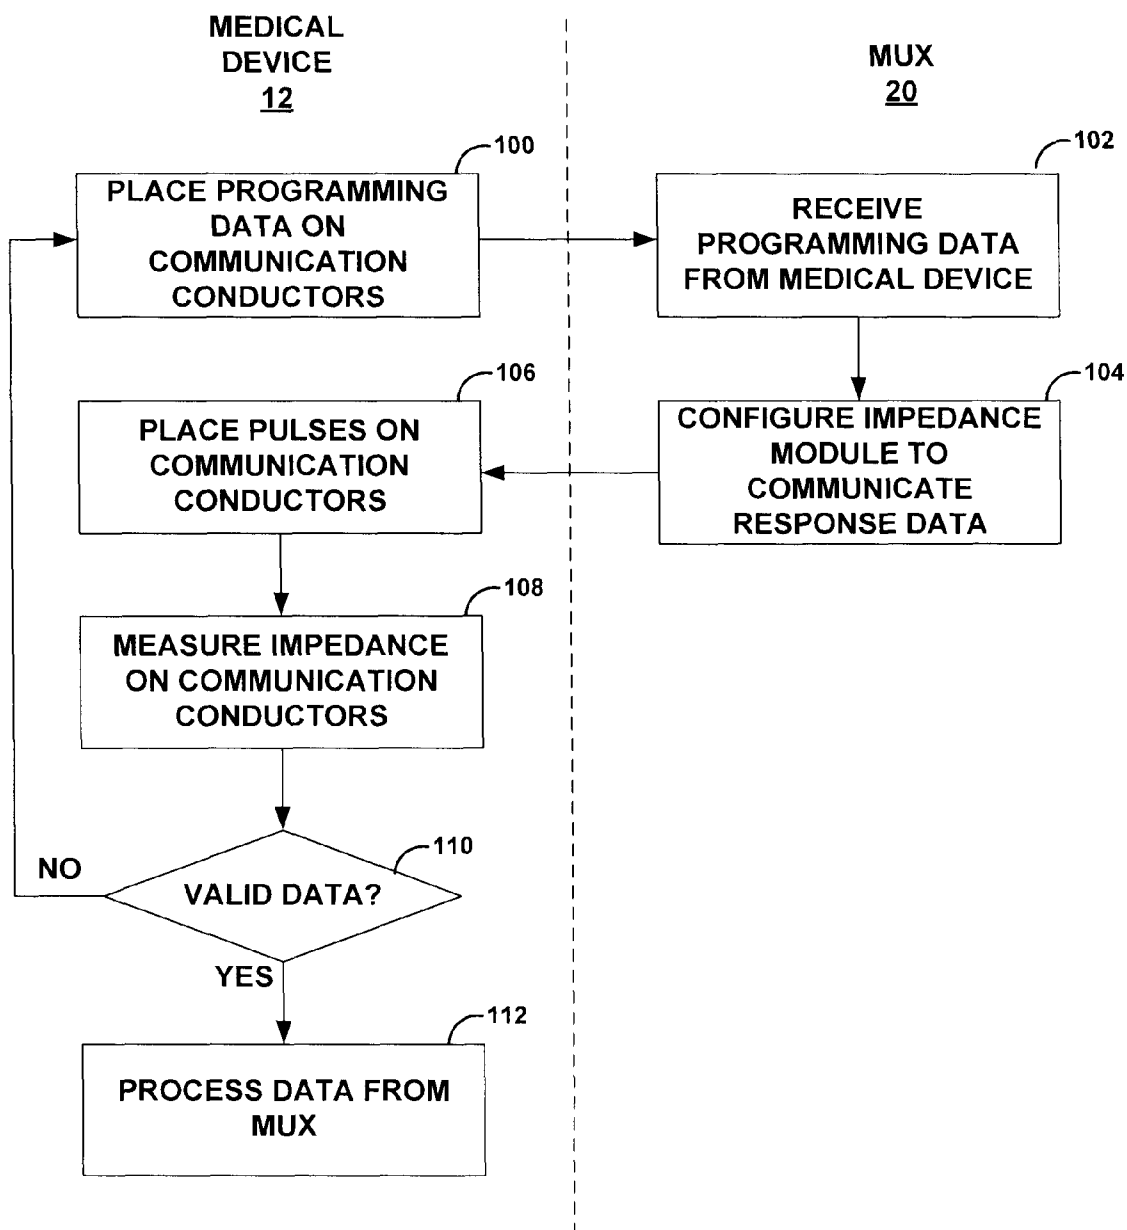 MEDICAL
DEVICE
12
MUX
20
100
PLACE PROGRAMMING
DATA ON
COMMUNICATION
CONDUCTORS
102
RECEIVE
PROGRAMMING DATA
FROM MEDICAL DEVICE
106
PLACE PULSES ON
COMMUNICATION
CONDUCTORS
104
CONFIGURE IMPEDANCE
MODULE TO
COMMUNICATE
RESPONSE DATA
108
MEASURE IMPEDANCE
ON COMMUNICATION
CONDUCTORS
110
NO
VALID DATA?
YES
112
PROCESS DATA FROM
MUX